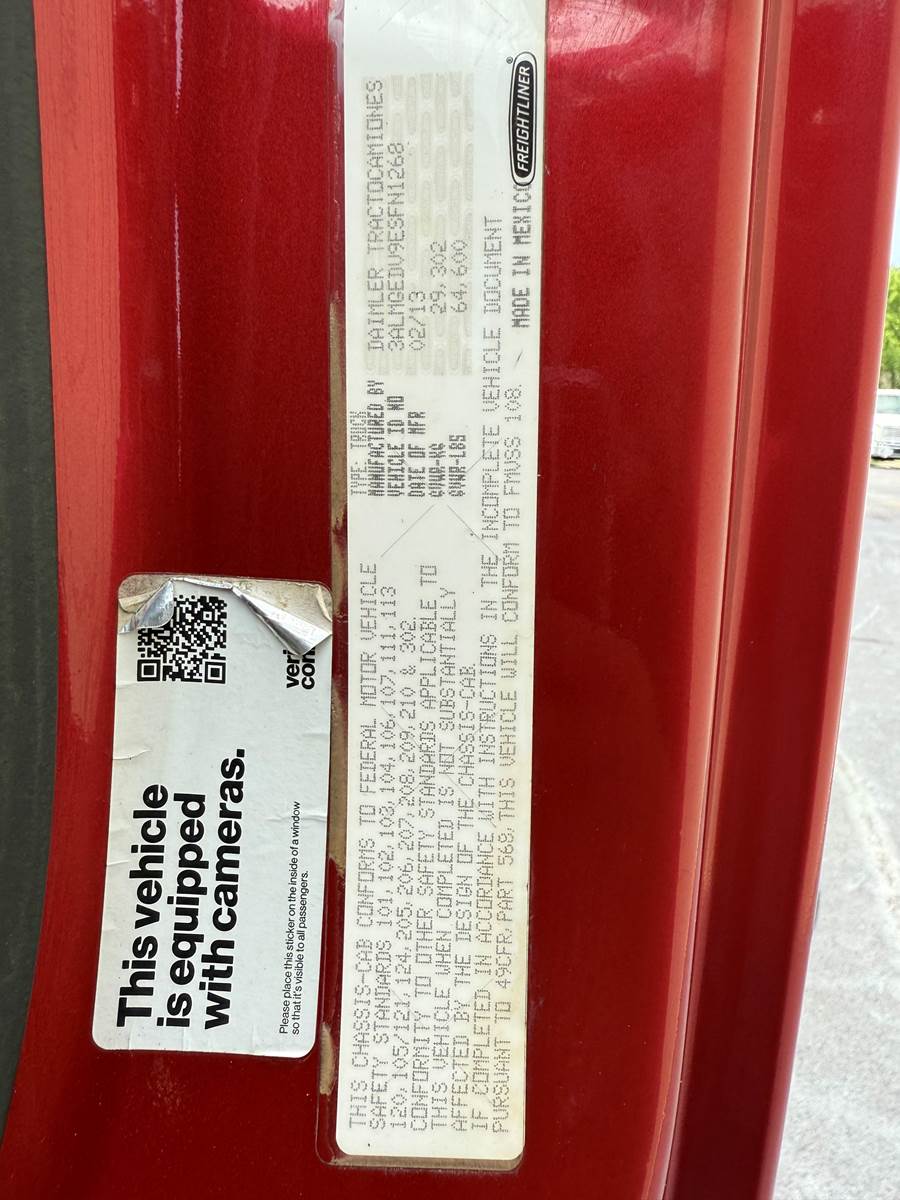 This vehicle
is equipped
with cameras.
Please place this sticker on the inside of a window
so that it's visible to all passengers.
THIS CHASSIS-CAB CONFORMS TO FEDERAL MOTOR VEHICLE
SAFETY STANDARDS 101, 102, 103, 104, 106, 107, 111, 113
120, 105/121, 124, 205, 206, 207, 208, 209, 210 & 302.
CONFORMITY TO OTHER SAFETY STANDARDS APPLICABLE TO
THIS VEHICLE WHEN COMPLETED IS NOT SUBSTANTIALLY
AFFECTED BY THE DESIGN OF THE CHASSIS-CAB.
IF COMPLETED IN ACCORDANCE WITH INSTRUCTIONS IN THE INCOMPLETE VEHICLE DOCUMENT
PURSUANT TO 49CFR, PART 568, THIS VEHICLE WILL CONFORM TO FMVSS 108.
TYPE: TRUCK
MANUFACTURED BY DAIMLER TRACTOCAMIONES
VEHICLE ID NO 3ALMGEDV9ESFN1268
DATE OF MFR 02/13
GVWR-KG 29,302
GVWR-LBS 64,600
MADE IN MEXICO
FREIGHTLINER®